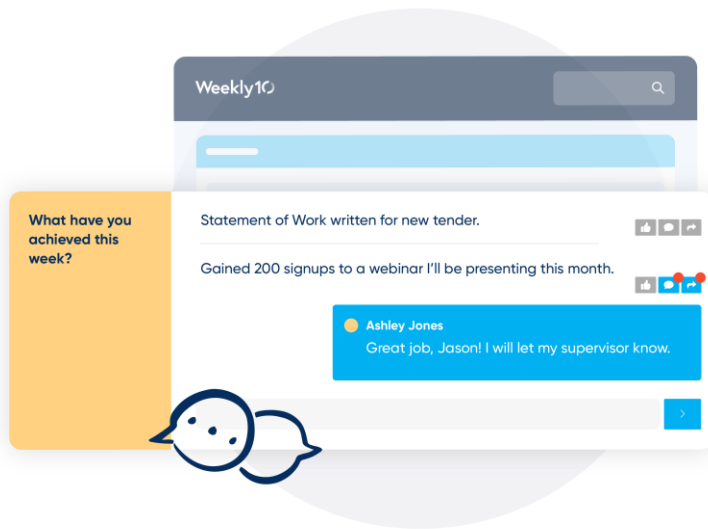 Weekly10
What have you
achieved this
week?
Statement of Work written for new tender.
Gained 200 signups to a webinar I'll be presenting this month.
Ashley Jones
Great job, Jason! I will let my supervisor know.